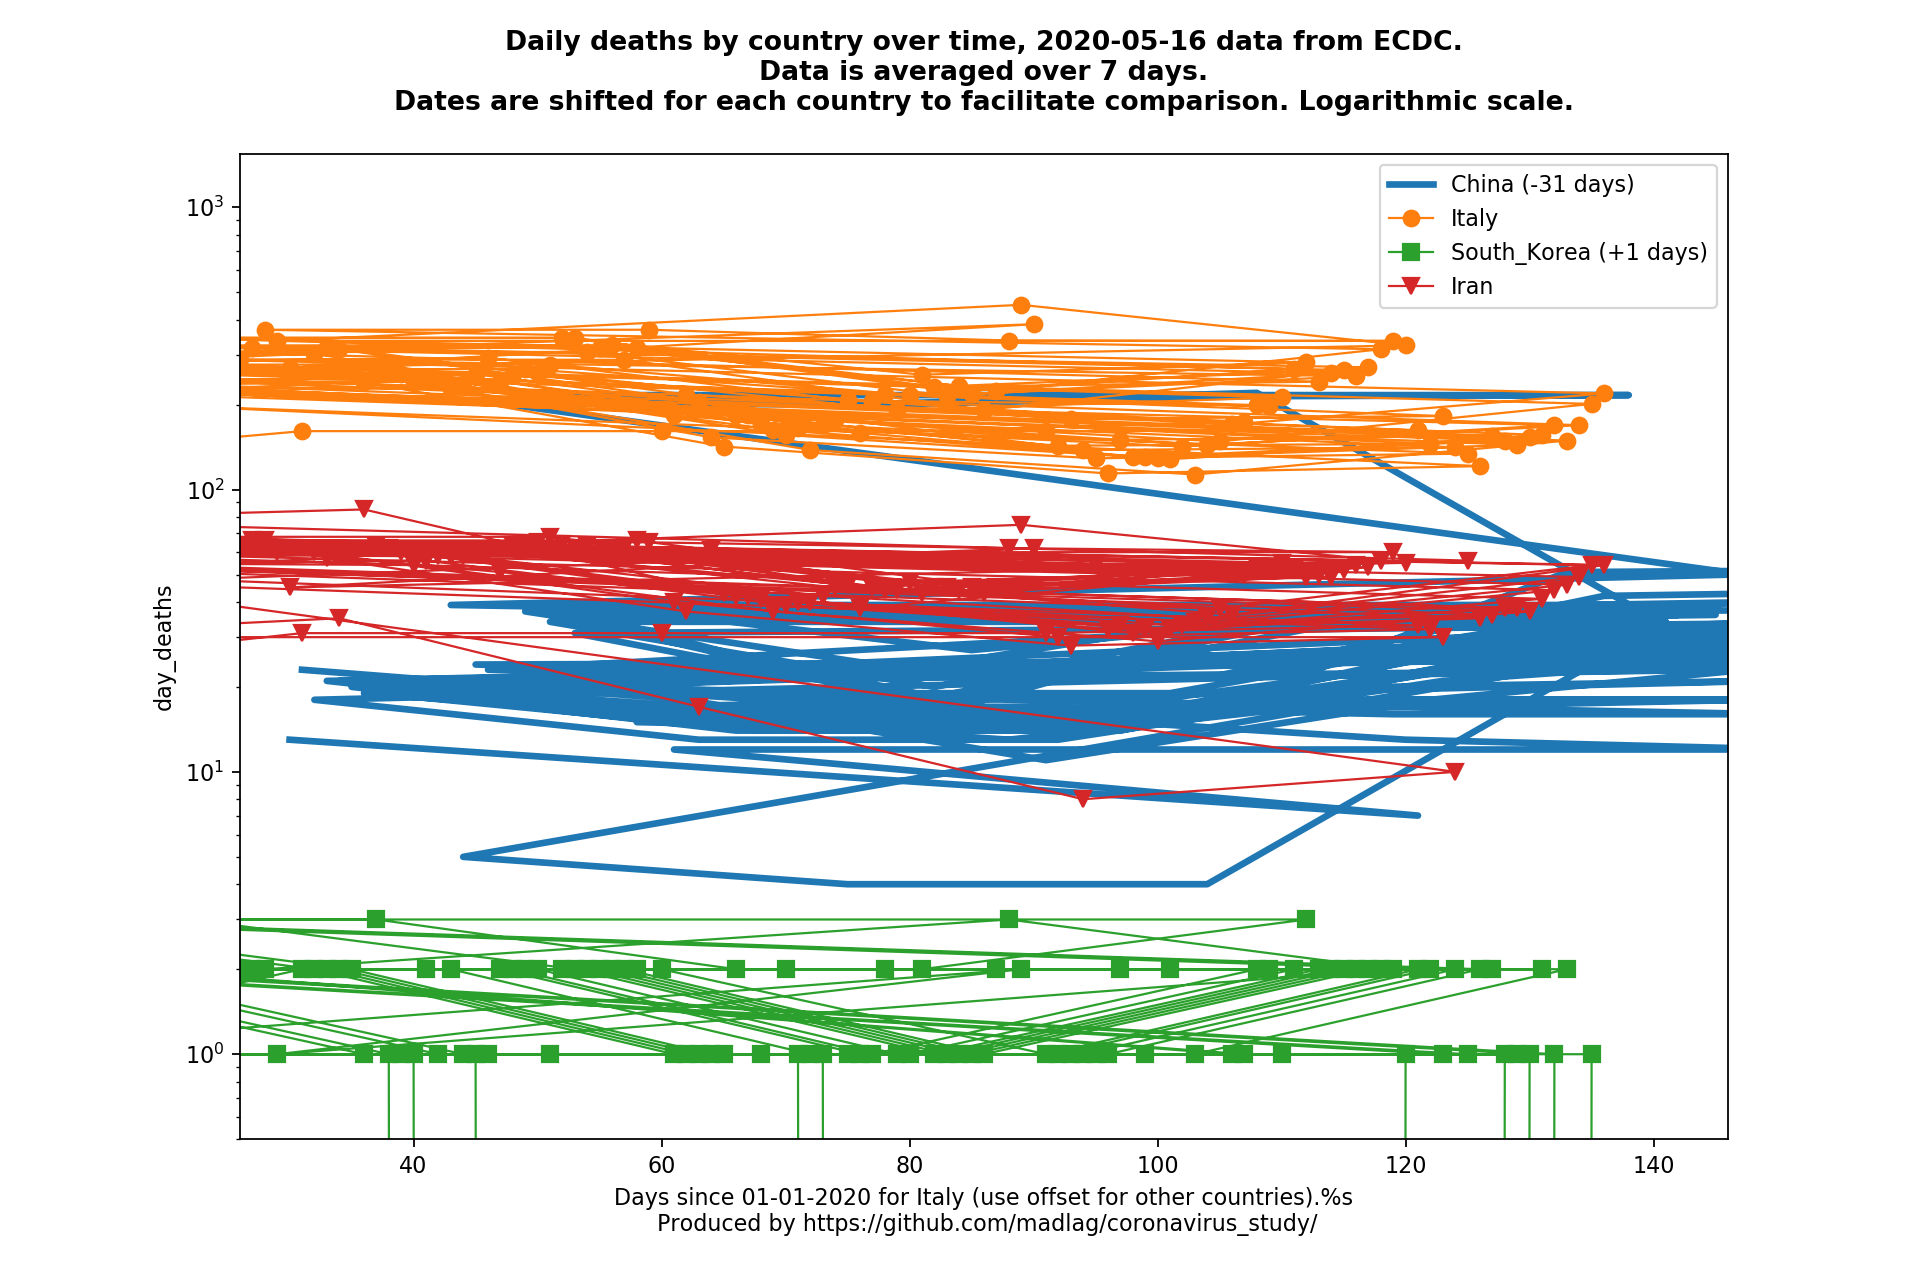 Daily deaths by country over time, 2020-05-16 data from ECDC.
Data is averaged over 7 days.
Dates are shifted for each country to facilitate comparison. Logarithmic scale.
China (-31 days)
Italy
South_Korea (+1 days)
Iran
day_deaths
10³
10²
10¹
10⁰
40 60 80 100 120 140
Days since 01-01-2020 for Italy (use offset for other countries).%s
Produced by https://github.com/madlag/coronavirus_study/